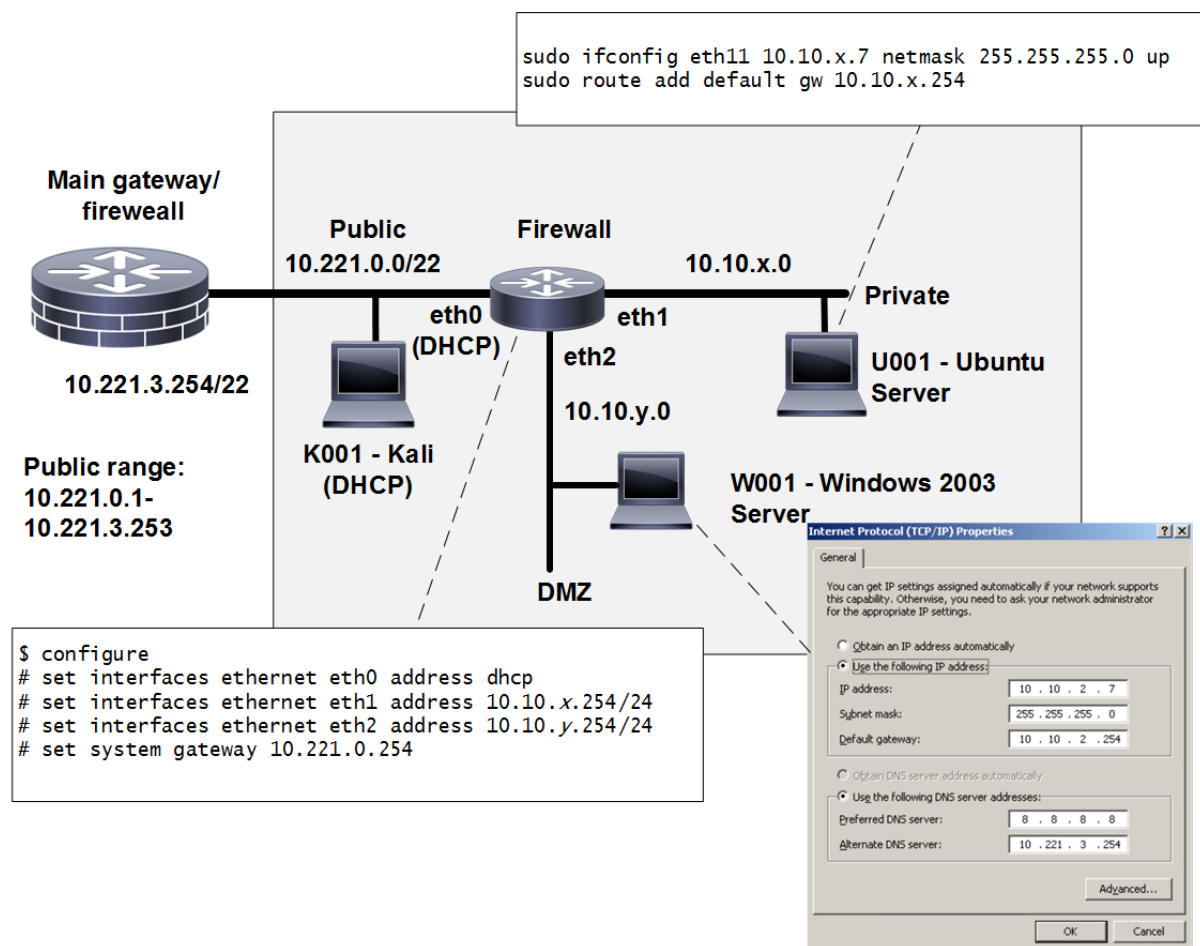 sudo ifconfig eth11 10.10.x.7 netmask 255.255.255.0 up
sudo route add default gw 10.10.x.254
Main gateway/
fireweall
10.221.3.254/22
Public range:
10.221.0.1-
10.221.3.253
Public
10.221.0.0/22
eth0
(DHCP)
K001 - Kali
(DHCP)
Firewall
eth1
eth2
10.10.x.0
Private
U001 - Ubuntu
Server
10.10.y.0
W001 - Windows 2003
Server
DMZ
$ configure
# set interfaces ethernet eth0 address dhcp
# set interfaces ethernet eth1 address 10.10.x.254/24
# set interfaces ethernet eth2 address 10.10.y.254/24
# set system gateway 10.221.0.254
Internet Protocol (TCP/IP) Properties
General
You can get IP settings assigned automatically if your network supports
this capability. Otherwise, you need to ask your network administrator
for the appropriate IP settings.
Obtain an IP address automatically
Use the following IP address:
IP address: 10 . 10 . 2 . 7
Subnet mask: 255 . 255 . 255 . 0
Default gateway: 10 . 10 . 2 . 254
Obtain DNS server address automatically
Use the following DNS server addresses:
Preferred DNS server: 8 . 8 . 8 . 8
Alternate DNS server: 10 . 221 . 3 . 254
Advanced...
OK
Cancel